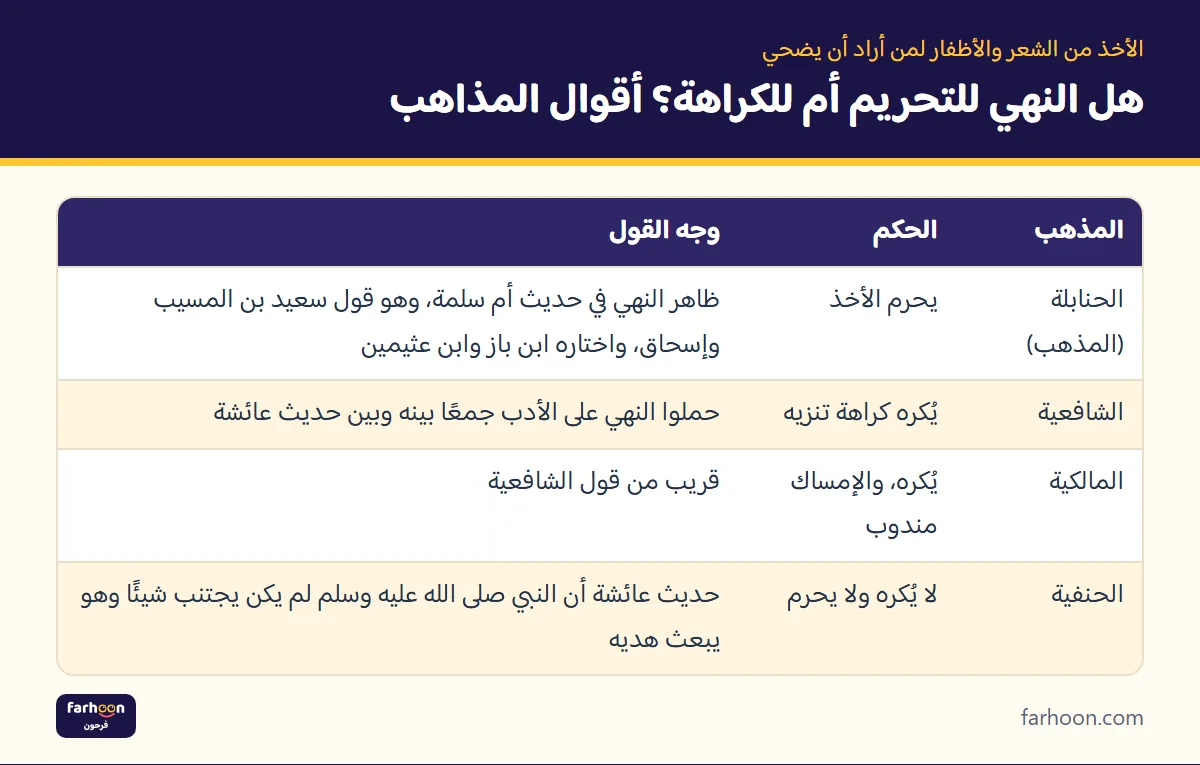 الأخذ من الشعر والأظفار لمن أراد أن يضحي
هل النهي للتحريم أم للكراهة؟ أقوال المذاهب
المذهب الحكم وجه القول
الحنابلة يحرم الأخذ ظاهر النهي في حديث أم سلمة، وهو قول سعيد بن المسيب
(المذهب) وإسحاق، واختاره ابن باز وابن عثيمين
الشافعية يُكره كراهة تنزيه حملوا النهي على الأدب جمعًا بينه وبين حديث عائشة
المالكية يُكره، والإمساك قريب من قول الشافعية
مندوب
الحنفية لا يُكره ولا يحرم حديث عائشة أن النبي صلى الله عليه وسلم لم يكن يجتنب شيئًا وهو
يبعث هديه
farhoon.com
farhoon
فرحون